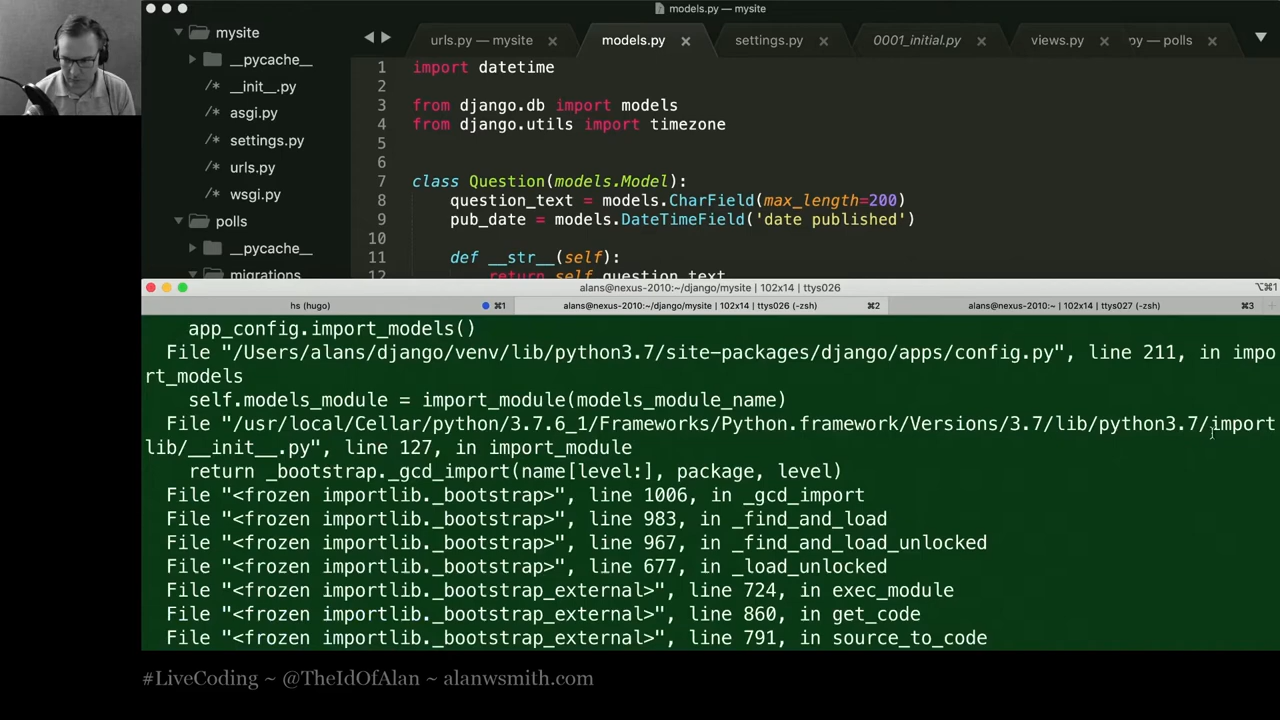 models.py — mysite
mysite
__pycache__
__init__.py
/* asgi.py
/* settings.py
/* urls.py
/* wsgi.py
polls
__pycache__
migrations
urls.py — mysite
models.py
settings.py
0001_initial.py
views.py
py — polls
1 import datetime
2
3 from django.db import models
4 from django.utils import timezone
5
6
7 class Question(models.Model):
8 question_text = models.CharField(max_length=200)
9 pub_date = models.DateTimeField('date published')
10
11 def __str__(self):
12 return self.question_text
alans@nexus-2010:~/django/mysite | 102x14 | ttys026
⌥⌘1
hs (hugo) ⌘1
alans@nexus-2010:~/django/mysite | 102x14 | ttys026 (-zsh) ⌘2
alans@nexus-2010:~ | 102x14 | ttys027 (-zsh) ⌘3
app_config.import_models()
File "/Users/alans/django/venv/lib/python3.7/site-packages/django/apps/config.py", line 211, in impo
rt_models
self.models_module = import_module(models_module_name)
File "/usr/local/Cellar/python/3.7.6_1/Frameworks/Python.framework/Versions/3.7/lib/python3.7/import
lib/__init__.py", line 127, in import_module
return _bootstrap._gcd_import(name[level:], package, level)
File "<frozen importlib._bootstrap>", line 1006, in _gcd_import
File "<frozen importlib._bootstrap>", line 983, in _find_and_load
File "<frozen importlib._bootstrap>", line 967, in _find_and_load_unlocked
File "<frozen importlib._bootstrap>", line 677, in _load_unlocked
File "<frozen importlib._bootstrap_external>", line 724, in exec_module
File "<frozen importlib._bootstrap_external>", line 860, in get_code
File "<frozen importlib._bootstrap_external>", line 791, in source_to_code
#LiveCoding ~ @TheIdOfAlan ~ alanwsmith.com